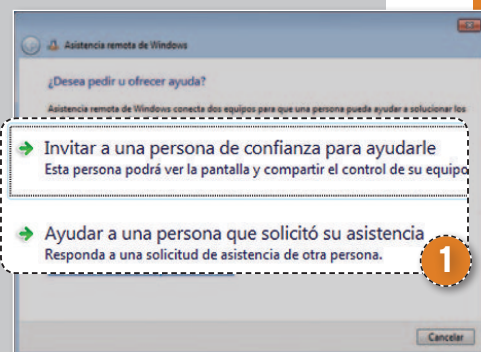 Asistencia remota de Windows
¿Desea pedir u ofrecer ayuda?
Asistencia remota de Windows conecta dos equipos para que una persona pueda ayudar a solucionar los
Invitar a una persona de confianza para ayudarle
Esta persona podrá ver la pantalla y compartir el control de su equipo
Ayudar a una persona que solicitó su asistencia
Responda a una solicitud de asistencia de otra persona.
1
Cancelar